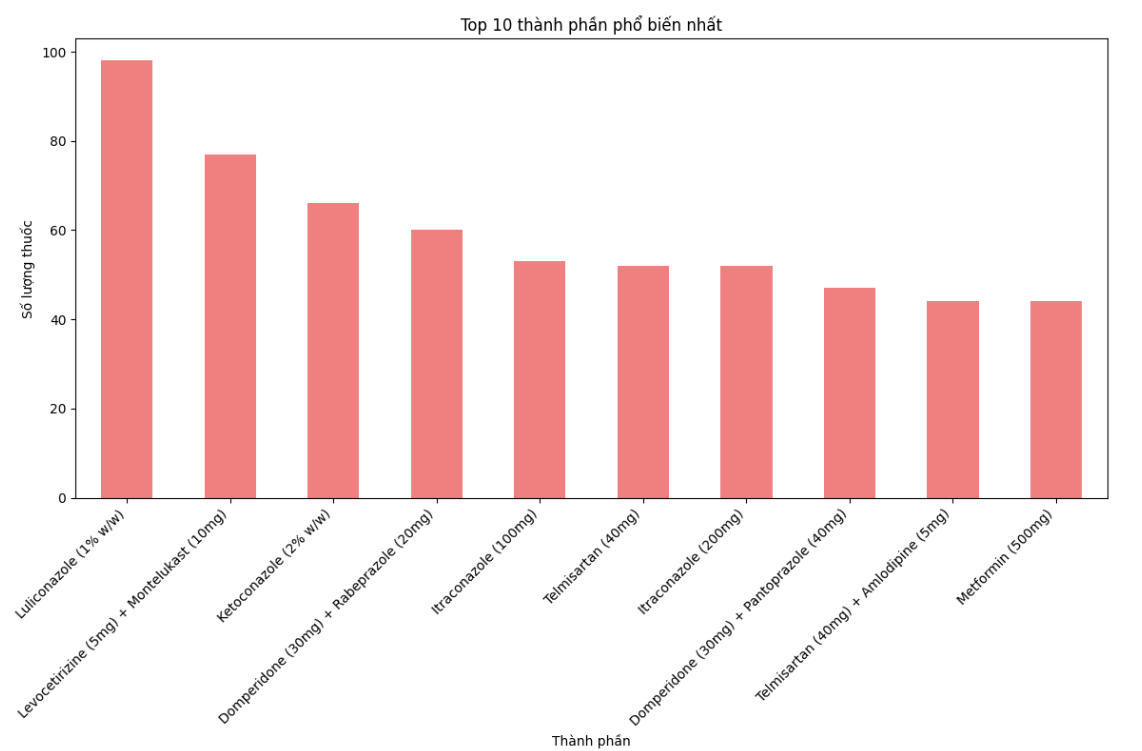 Top 10 thành phần phổ biến nhất
Số lượng thuốc
100
80
60
40
20
0
Luliconazole (1% w/w)
Levocetirizine (5mg) + Montelukast (10mg)
Ketoconazole (2% w/w)
Domperidone (30mg) + Rabeprazole (20mg)
Itraconazole (100mg)
Telmisartan (40mg)
Itraconazole (200mg)
Domperidone (30mg) + Pantoprazole (40mg)
Telmisartan (40mg) + Amlodipine (5mg)
Metformin (500mg)
Thành phần